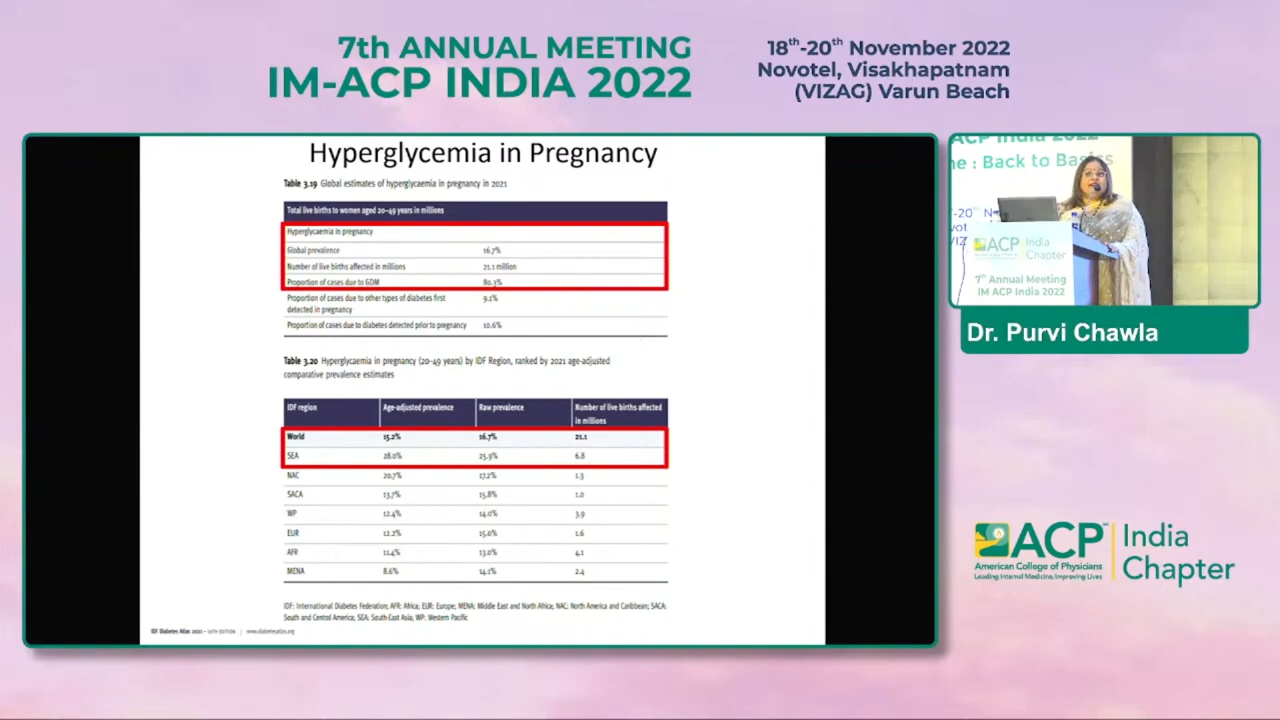 7th ANNUAL MEETING
IM-ACP INDIA 2022
18th-20th November 2022
Novotel, Visakhapatnam
(VIZAG) Varun Beach
Hyperglycemia in Pregnancy
Table 3.19 Global estimates of hyperglycaemia in pregnancy in 2021
Total live births to women aged 20–49 years in millions
Hyperglycaemia in pregnancy
Global prevalence 16.7%
Number of live births affected in millions 21.1 million
Proportion of cases due to GDM 80.3%
Proportion of cases due to other types of diabetes first 9.1%
detected in pregnancy
Proportion of cases due to diabetes detected prior to pregnancy 10.6%
Table 3.20 Hyperglycaemia in pregnancy (20–49 years) by IDF Region, ranked by 2021 age-adjusted
comparative prevalence estimates
IDF region Age-adjusted prevalence Raw prevalence Number of live births affected
in millions
World 15.2% 16.7% 21.1
SEA 28.0% 25.9% 6.8
NAC 20.7% 17.2% 1.3
SACA 13.7% 15.8% 1.0
WP 12.4% 14.0% 3.9
EUR 12.2% 15.0% 1.6
AFR 11.4% 13.0% 4.1
MENA 8.6% 14.1% 2.4
IDF: International Diabetes Federation; AFR: Africa; EUR: Europe; MENA: Middle East and North Africa; NAC: North America and Caribbean; SACA:
South and Central America; SEA: South-East Asia; WP: Western Pacific
IDF Diabetes Atlas 2021 – 10TH EDITION | www.diabetesatlas.org
ACP India 2022
ne : Back to Basics
-20
VIZ
ACP India
Chapter
7th Annual Meeting
IM ACP India 2022
Dr. Purvi Chawla
ACP India
Chapter
American College of Physicians
Leading Internal Medicine, Improving Lives